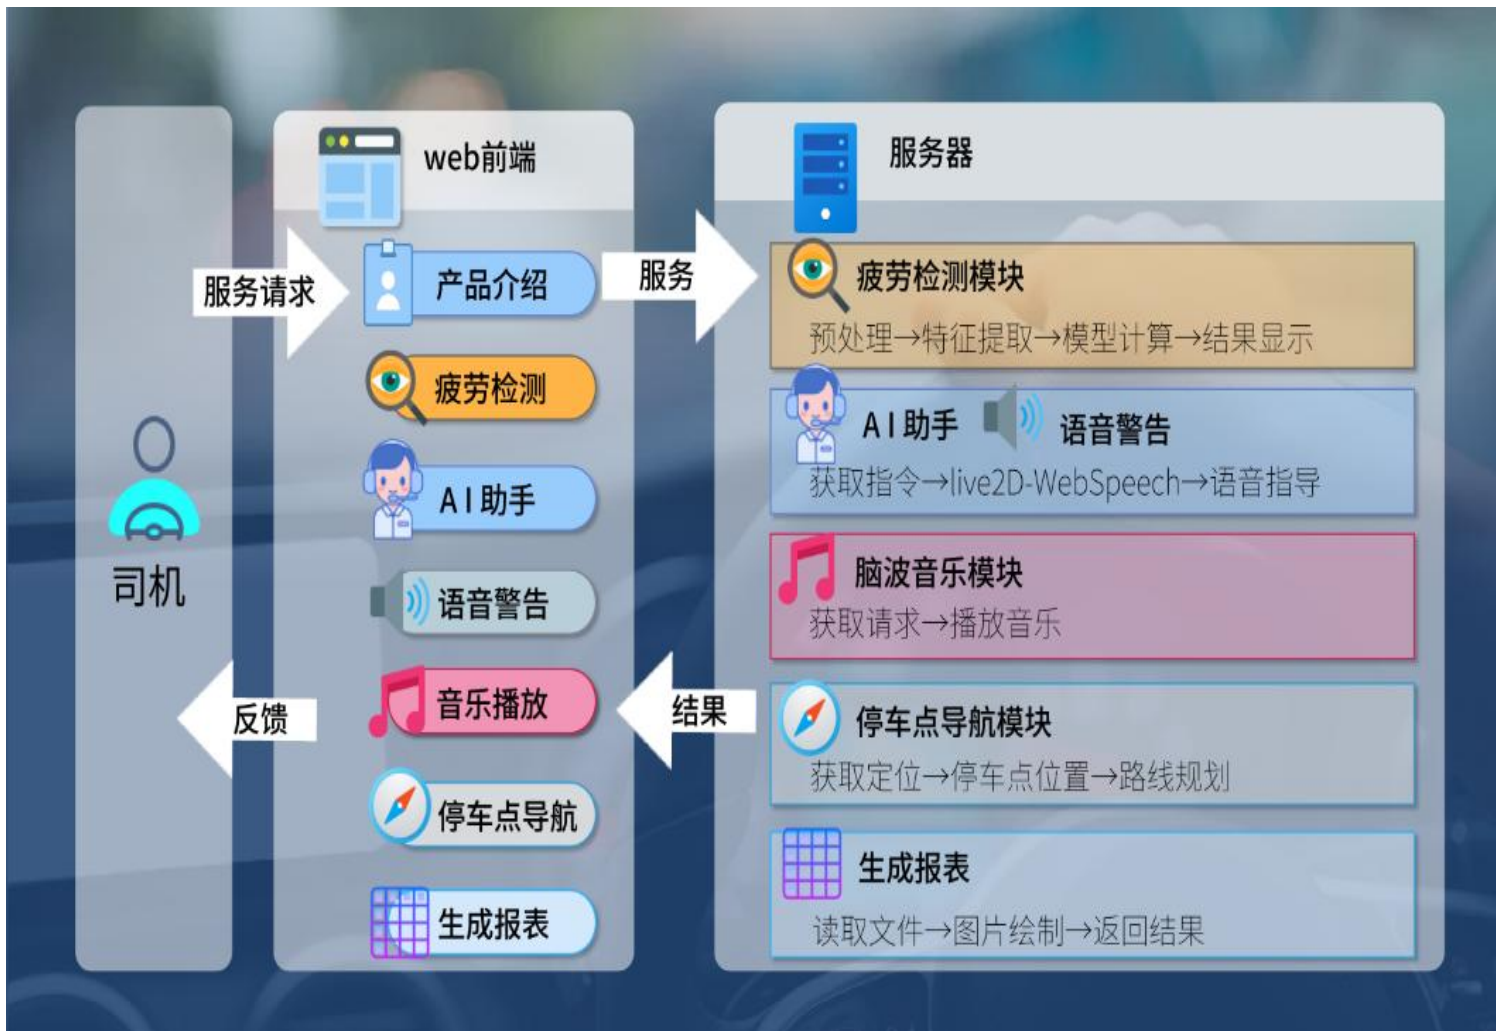 司机
服务请求
反馈
web前端
产品介绍
疲劳检测
AI助手
语音警告
音乐播放
停车点导航
生成报表
服务
结果
服务器
疲劳检测模块
预处理→特征提取→模型计算→结果显示
AI助手 语音警告
获取指令→live2D-WebSpeech→语音指导
脑波音乐模块
获取请求→播放音乐
停车点导航模块
获取定位→停车点位置→路线规划
生成报表
读取文件→图片绘制→返回结果